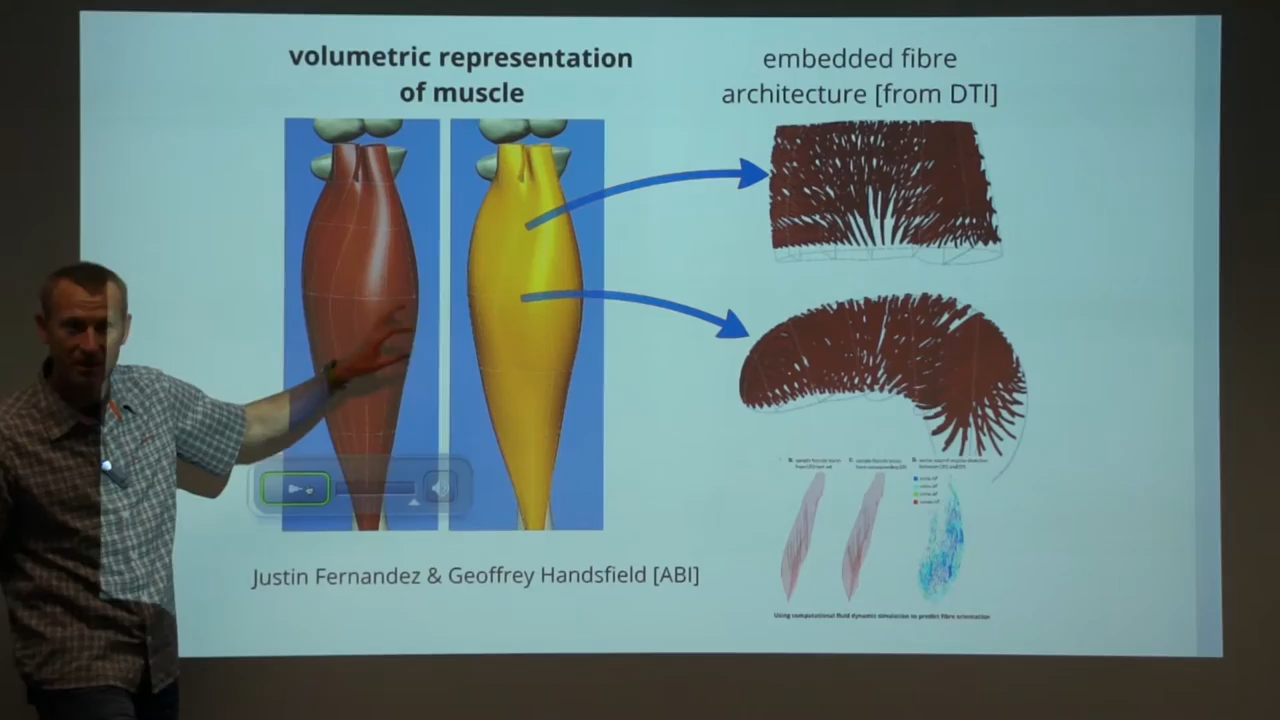 volumetric representation
of muscle
embedded fibre
architecture [from DTI]
Justin Fernandez & Geoffrey Handsfield [ABI]
Using computational fluid dynamic simulation to predict fibre orientation